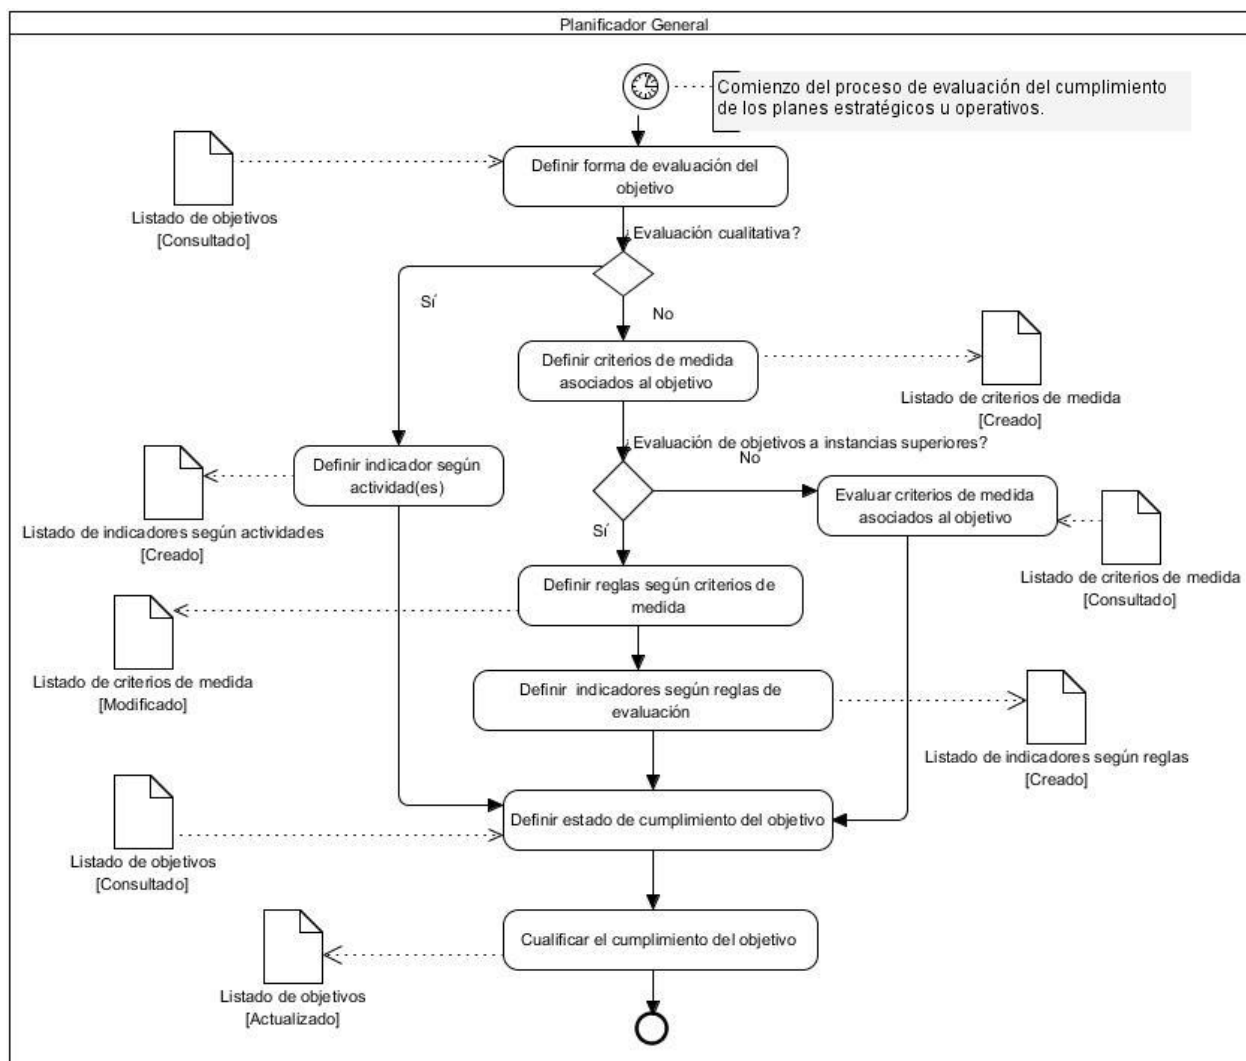 Planificador General
Comienzo del proceso de evaluación del cumplimiento
de los planes estratégicos u operativos.
Definir forma de evaluación del
objetivo
Listado de objetivos
[Consultado]
¿Evaluación cualitativa?
Sí
No
Definir criterios de medida
asociados al objetivo
Listado de criterios de medida
[Creado]
¿Evaluación de objetivos a instancias superiores?
No
Definir indicador según
actividad(es)
Listado de indicadores según actividades
[Creado]
Evaluar criterios de medida
asociados al objetivo
Sí
Listado de criterios de medida
[Consultado]
Definir reglas según criterios de
medida
Listado de criterios de medida
[Modificado]
Definir indicadores según reglas de
evaluación
Listado de indicadores según reglas
[Creado]
Definir estado de cumplimiento del objetivo
Listado de objetivos
[Consultado]
Cualificar el cumplimiento del objetivo
Listado de objetivos
[Actualizado]